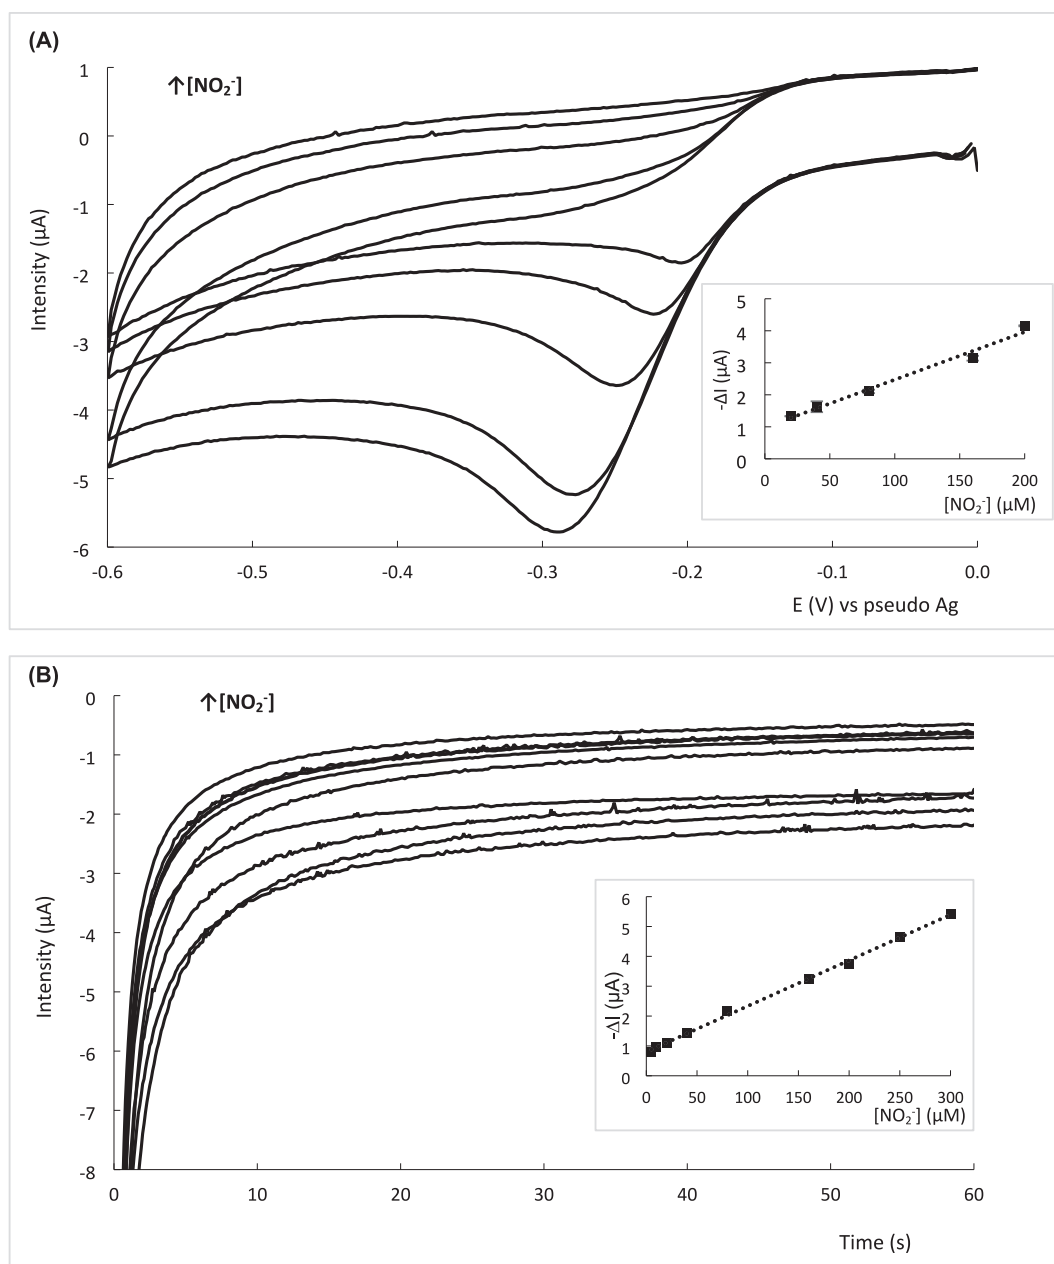 (A)
↑[NO₂⁻]
1
0
-1
-2
-3
-4
-5
-6
Intensity (µA)
-0.6 -0.5 -0.4 -0.3 -0.2 -0.1 0.0
E (V) vs pseudo Ag
5
4
3
2
1
0
-ΔI (µA)
0 50 100 150 200
[NO₂⁻] (µM)
(B)
↑[NO₂⁻]
0
-1
-2
-3
-4
-5
-6
-7
-8
Intensity (µA)
0 10 20 30 40 50 60
Time (s)
6
5
4
3
2
1
0
-ΔI (µA)
0 50 100 150 200 250 300
[NO₂⁻] (µM)